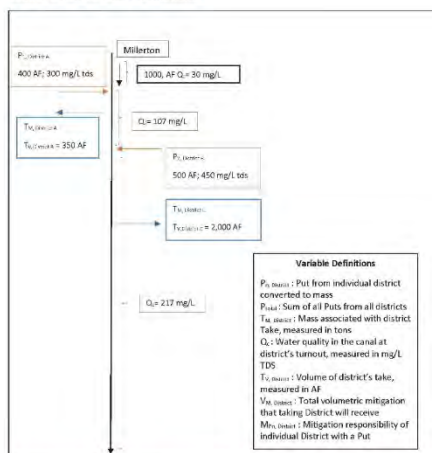 Millerton
400 AF; 300 mg/L tds
1000, AF Q= 30 mg/L
Q= 107 mg/L
= 350 AF
500 AF; 450 mg/L tds
= 2,000 AF
Q= 217 mg/L
Variable Definitions
: Put from individual district
converted to mass
: Sum of all Puts from all districts
: Mass associated with district
Take, measured in tons
: Water quality in the canal at
district's turnout, measured in mg/L
TDS
: Volume of district's take,
measured in AF
: Total volumetric mitigation
that taking District will receive
: Mitigation responsibility of
individual District with a Put